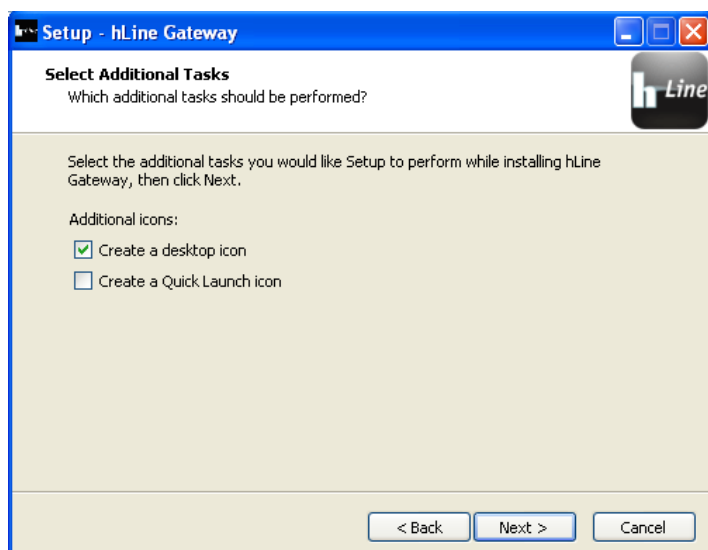 Setup - hLine Gateway
Select Additional Tasks
Which additional tasks should be performed?
h Line
Select the additional tasks you would like Setup to perform while installing hLine
Gateway, then click Next.
Additional icons:
Create a desktop icon
Create a Quick Launch icon
< Back
Next >
Cancel